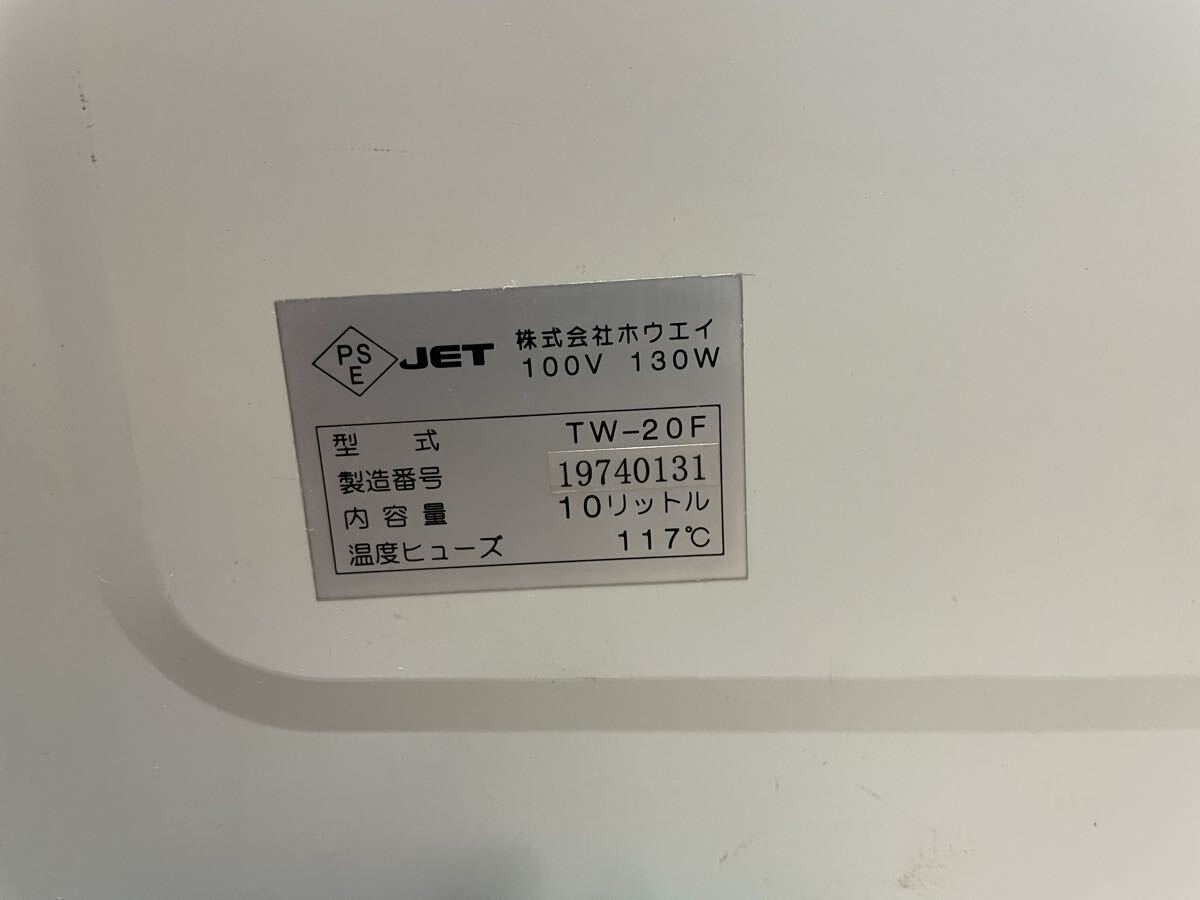 PS
E
JET 株式会社ホウエイ
100V 130W
型 式 TW-20F
製造番号 19740131
内容量 10リットル
温度ヒューズ 117℃